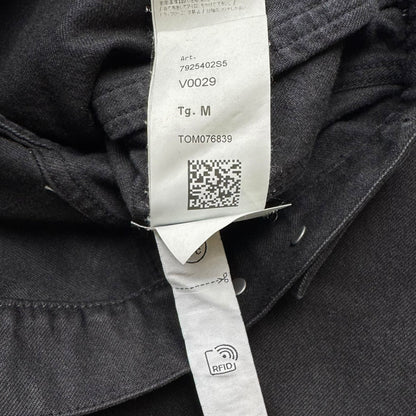 Art.
7925402S5
V0029
Tg. M
TOM076839
RFID